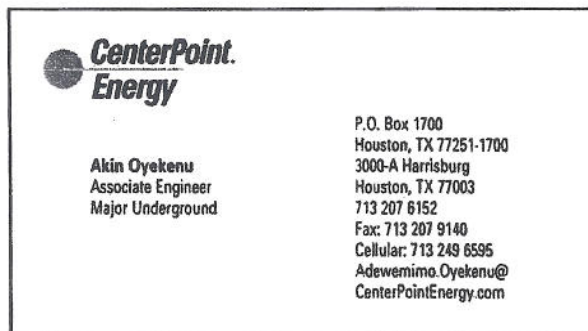 CenterPoint.
Energy
Akin Oyekenu
Associate Engineer
Major Underground
P.O. Box 1700
Houston, TX 77251-1700
3000-A Harrisburg
Houston, TX 77003
713 207 6152
Fax: 713 207 9140
Cellular: 713 249 6595
Adewemimo.Oyekenu@
CenterPointEnergy.com